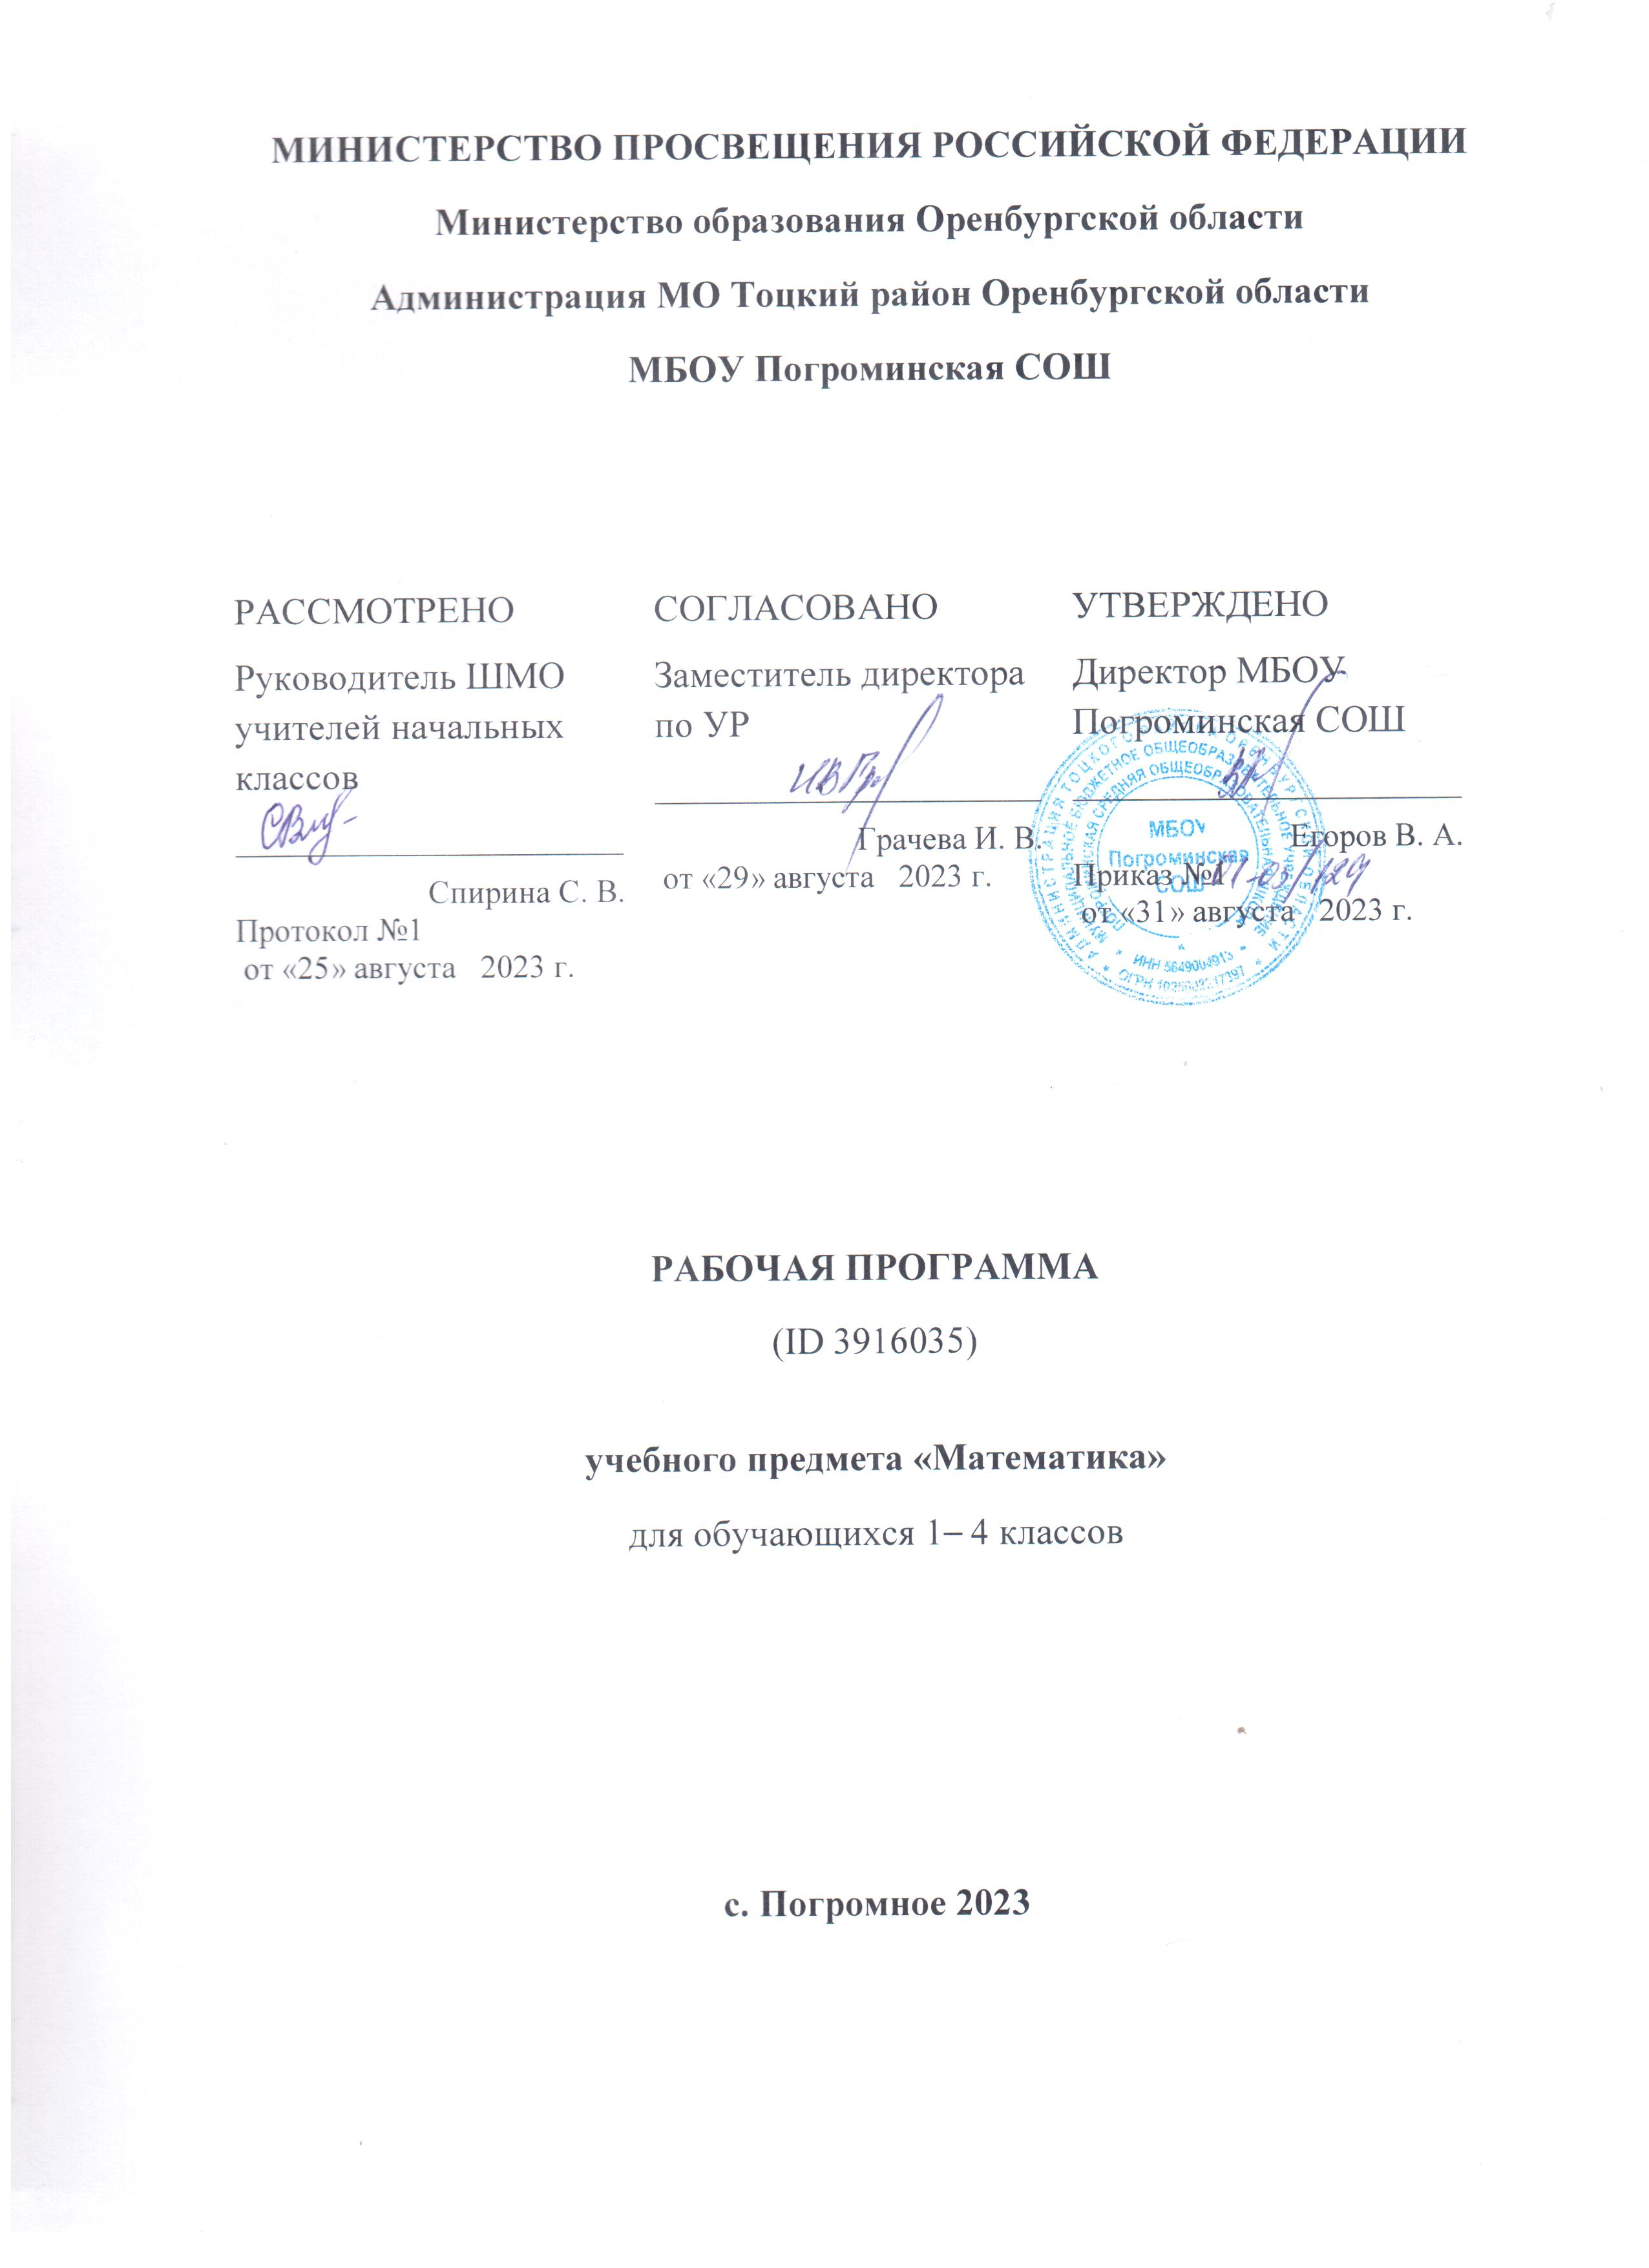 МИНИСТЕРСТВО ПРОСВЕЩЕНИЯ РОССИЙСКОЙ ФЕДЕРАЦИИ
Министерство образования Оренбургской области
Администрация МО Тоцкий район Оренбургской области
МБОУ Погроминская СОШ
РАССМОТРЕНО
Руководитель ШМО
учителей начальных
классов
Спирина С. В.
Протокол №1
от «25» августа 2023 г.
СОГЛАСОВАНО
Заместитель директора
по УР
Грачева И. В.
от «29» августа 2023 г.
УТВЕРЖДЕНО
Директор МБОУ
Погроминская СОШ
Егоров В. А.
Приказ №1
от «31» августа 2023 г.
МБОУ
Погроминская
СОШ
РАБОЧАЯ ПРОГРАММА
(ID 3916035)
учебного предмета «Математика»
для обучающихся 1– 4 классов
с. Погромное 2023